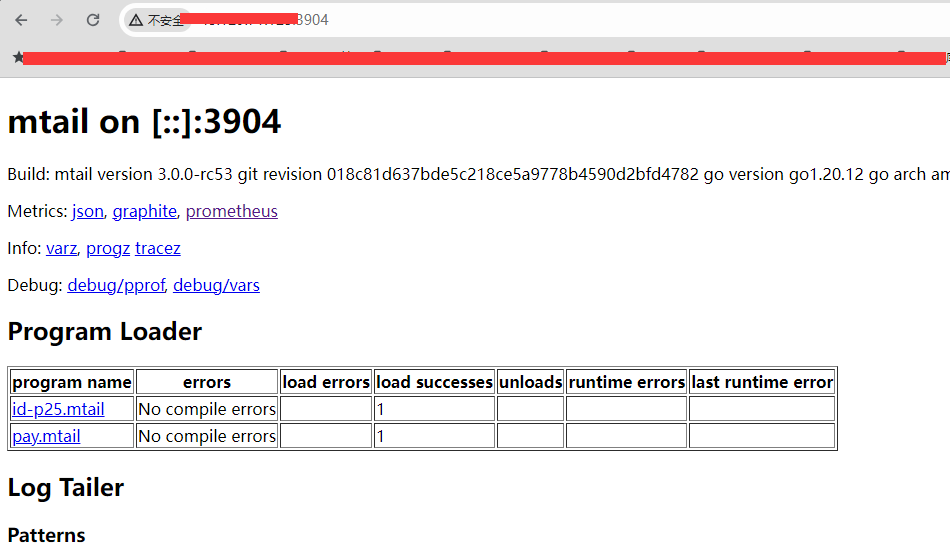 不安全 3904
mtail on [::]:3904
Build: mtail version 3.0.0-rc53 git revision 018c81d637bde5c218ce5a9778b4590d2bfd4782 go version go1.20.12 go arch am
Metrics: json, graphite, prometheus
Info: varz, progz tracez
Debug: debug/pprof, debug/vars
Program Loader
program name errors load errors load successes unloads runtime errors last runtime error
id-p25.mtail No compile errors 1
pay.mtail No compile errors 1
Log Tailer
Patterns